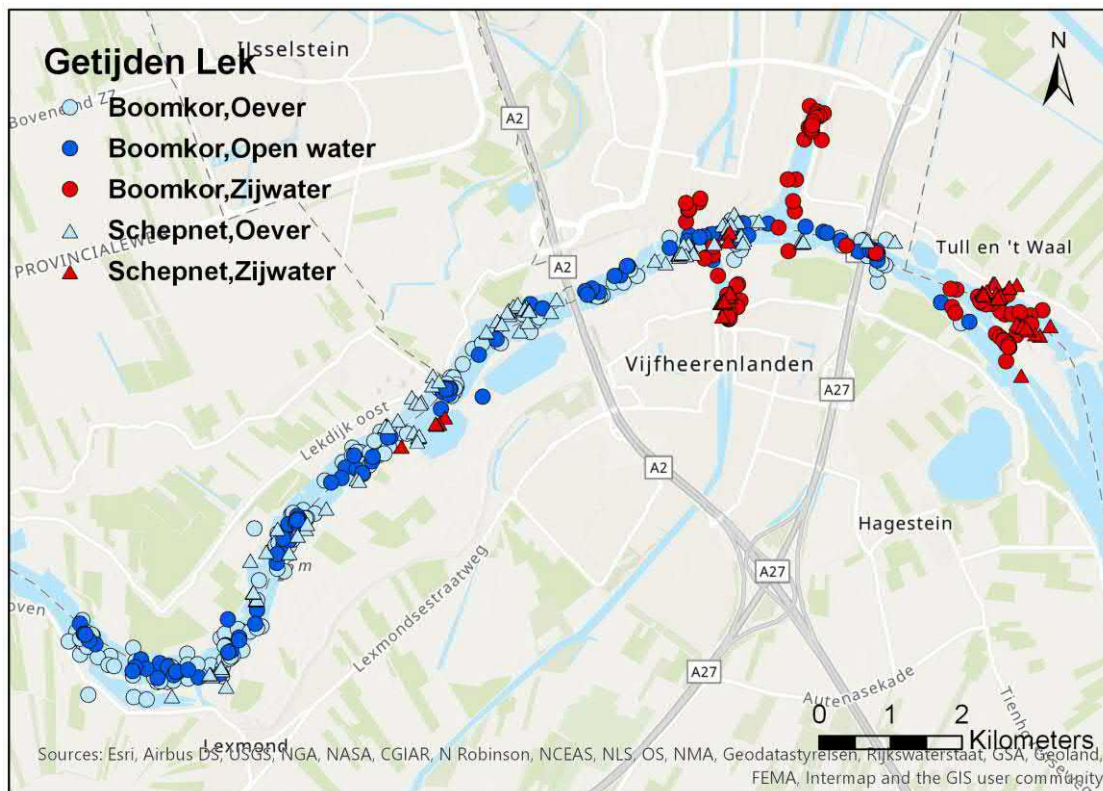 IJsselstein
Getijden Lek
Boveneind ZZ
Boomkor,Oever
Boomkor,Open water
Boomkor,Zijwater
Schepnet,Oever
Schepnet,Zijwater
N
A2
PROVINCIALEWEG
A2
Tull en 't Waal
Vijfheerenlanden
A27
Lekdijk oost
A2
Hagestein
A27
oven
Lexmondsestraatweg
A27
Autenasekade
Lexmond
0 1 2
Kilometers
Sources: Esri, Airbus DS, USGS, NGA, NASA, CGIAR, N Robinson, NCEAS, NLS, OS, NMA, Geodatastyrelsen, Rijkswaterstaat, GSA, Geoland,
FEMA, Intermap and the GIS user community